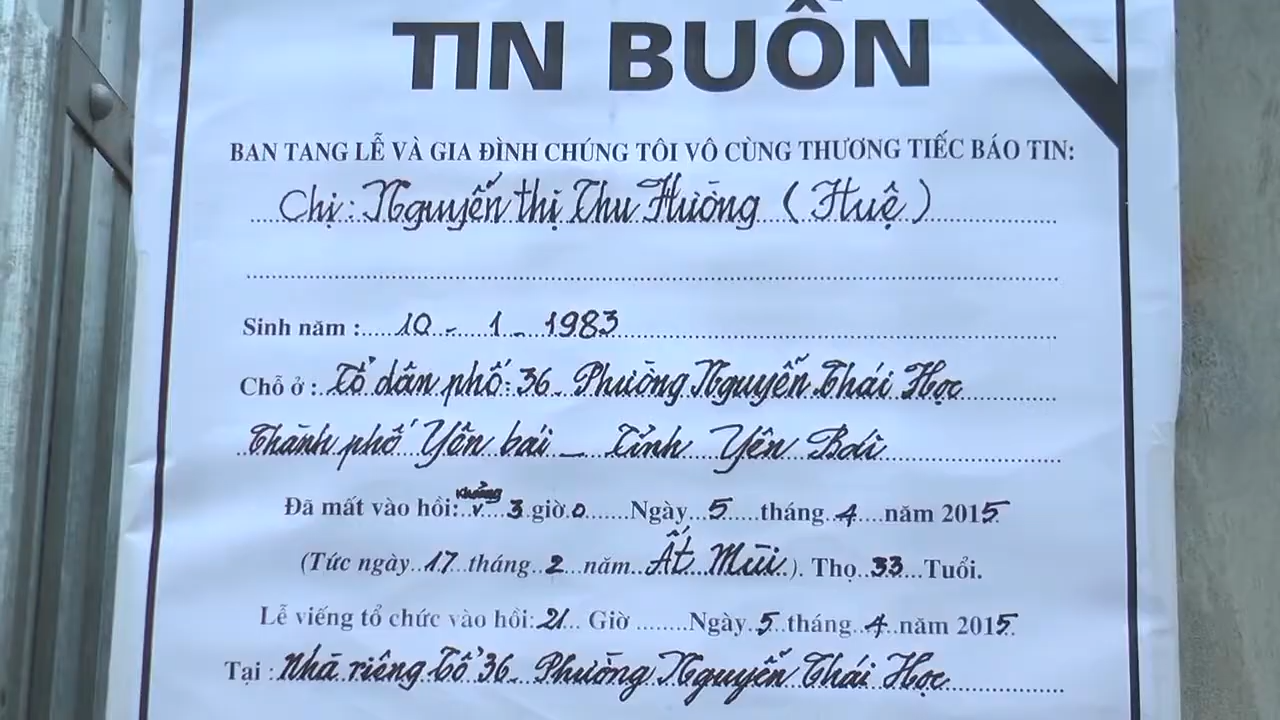 TIN BUỒN
BAN TANG LỄ VÀ GIA ĐÌNH CHÚNG TÔI VÔ CÙNG THƯƠNG TIẾC BÁO TIN:
Chị: Nguyễn thị Thu Hường (Huệ)
Sinh năm: 10 - 1 - 1983
Chỗ ở: Tổ dân phố: 36 - Phường Nguyễn Thái Học
Thành phố Yên bái - Tỉnh Yên Bái
Đã mất vào hồi: khoảng v 3 giờ 0 Ngày 5 tháng 4 năm 2015
(Tức ngày 17 tháng 2 năm Ất Mùi). Thọ 33 Tuổi.
Lễ viếng tổ chức vào hồi: 21 Giờ Ngày 5 tháng 4 năm 2015
Tại: Nhà riêng tổ 36 - Phường Nguyễn Thái Học